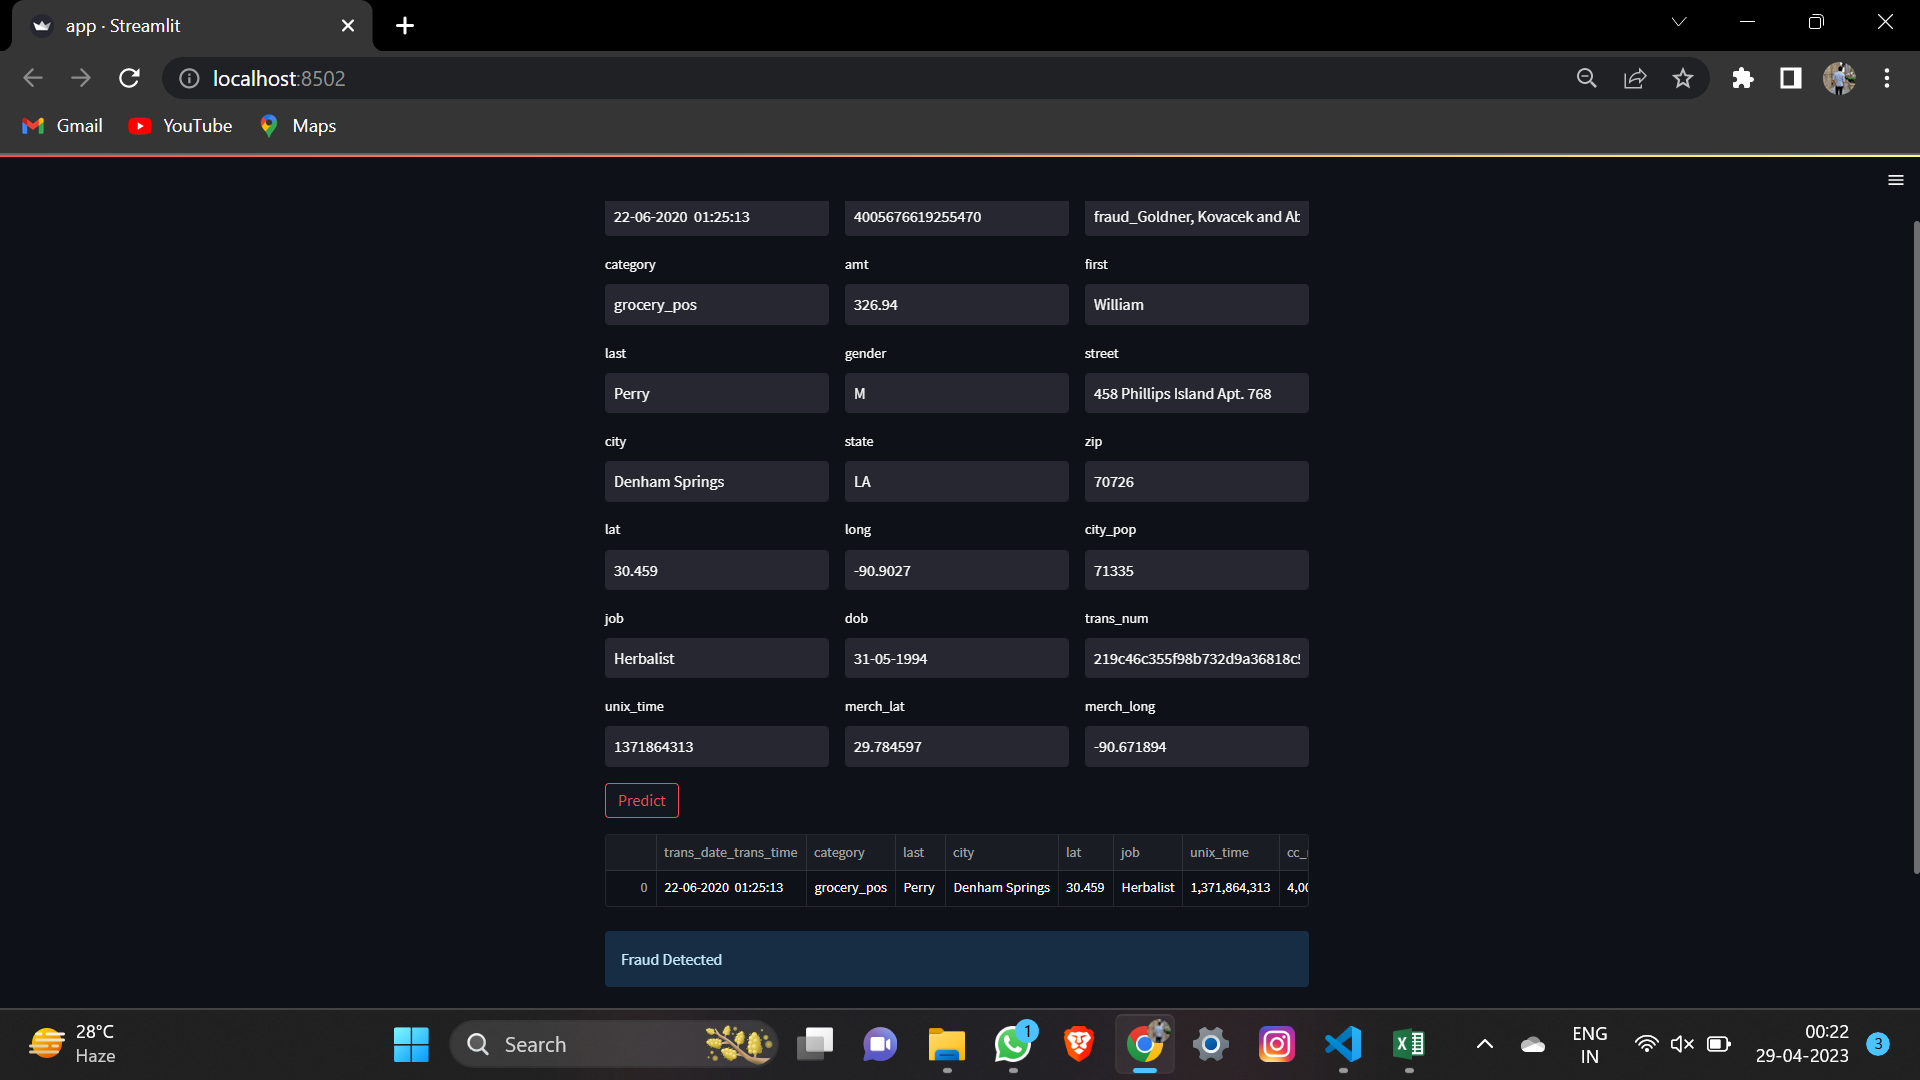 app · Streamlit
localhost:8502
Gmail YouTube Maps
22-06-2020 01:25:13 4005676619255470 fraud_Goldner, Kovacek and
category amt first
grocery_pos 326.94 William
last gender street
Perry M 458 Phillips Island Apt. 768
city state zip
Denham Springs LA 70726
lat long city_pop
30.459 -90.9027 71335
job dob trans_num
Herbalist 31-05-1994 219c46c355f98b732d9a36818c
unix_time merch_lat merch_long
1371864313 29.784597 -90.671894
Predict
trans_date_trans_time category last city lat job unix_time cc_
0 22-06-2020 01:25:13 grocery_pos Perry Denham Springs 30.459 Herbalist 1,371,864,313 4,00
Fraud Detected
28°C
Haze
Search
1
ENG
IN
00:22
29-04-2023
3